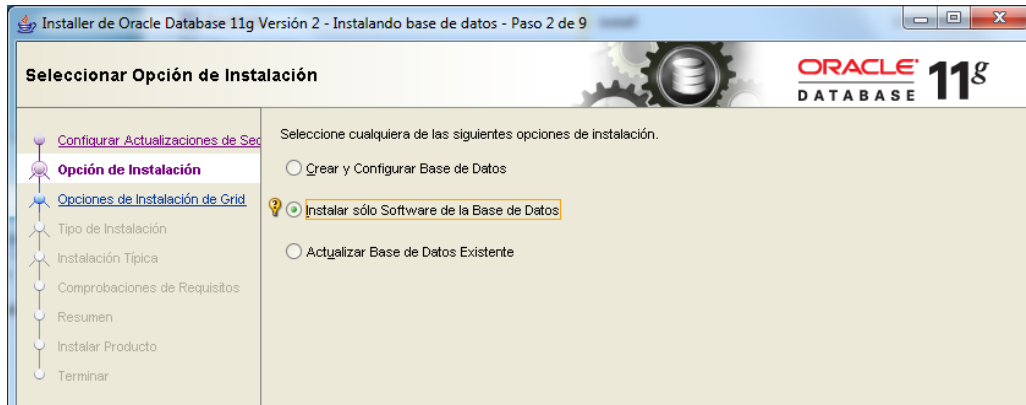 Installer de Oracle Database 11g Versión 2 - Instalando base de datos - Paso 2 de 9
Seleccionar Opción de Instalación
ORACLE
DATABASE
11g
Configurar Actualizaciones de Sec
Opción de Instalación
Opciones de Instalación de Grid
Tipo de Instalación
Instalación Típica
Comprobaciones de Requisitos
Resumen
Instalar Producto
Terminar
Seleccione cualquiera de las siguientes opciones de instalación.
Crear y Configurar Base de Datos
Instalar sólo Software de la Base de Datos
Actualizar Base de Datos Existente